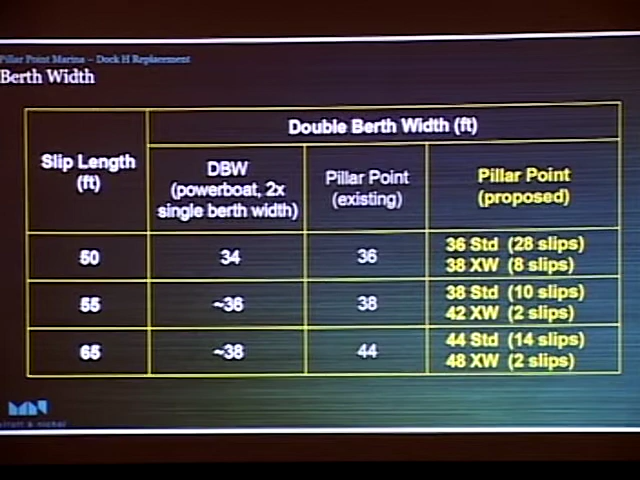 Pillar Point Marina – Dock H Replacement
Berth Width
Double Berth Width (ft)
Slip Length
(ft)
DBW
(powerboat, 2x
single berth width)
Pillar Point
(existing)
Pillar Point
(proposed)
50
34
36
36 Std (28 slips)
38 XW (8 slips)
55
~36
38
38 Std (10 slips)
42 XW (2 slips)
65
~38
44
44 Std (14 slips)
48 XW (2 slips)